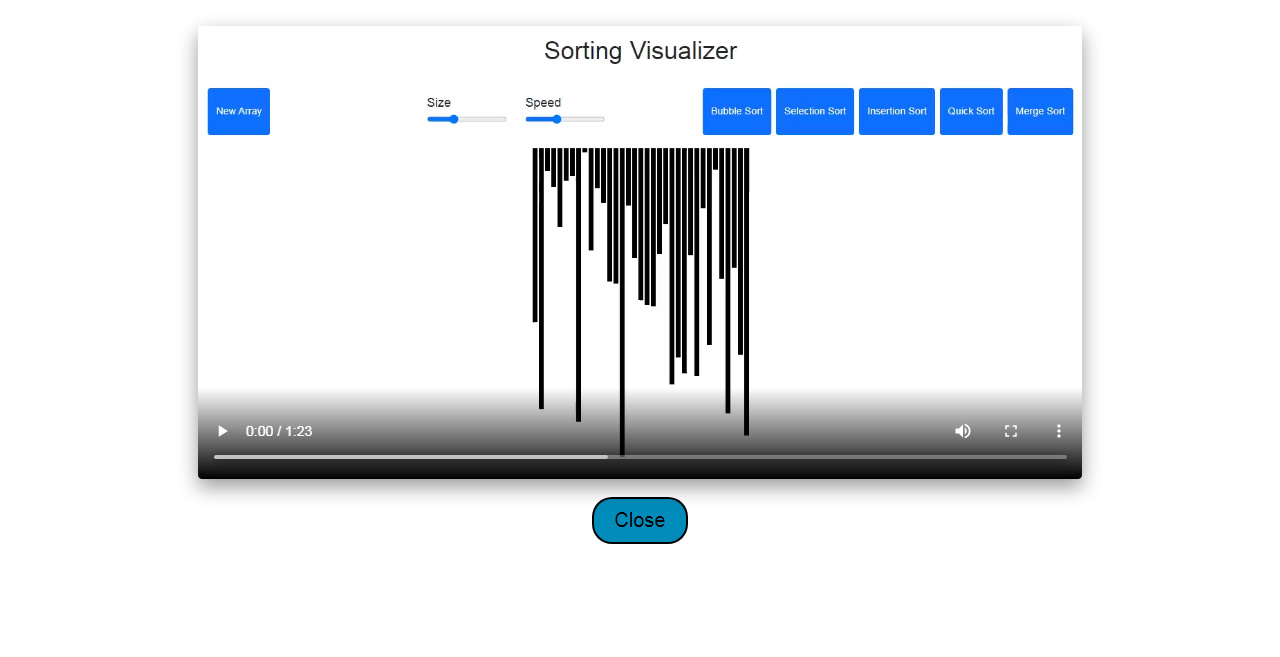 Sorting Visualizer
New Array
Size
Speed
Bubble Sort
Selection Sort
Insertion Sort
Quick Sort
Merge Sort
0:00 / 1:23
Close